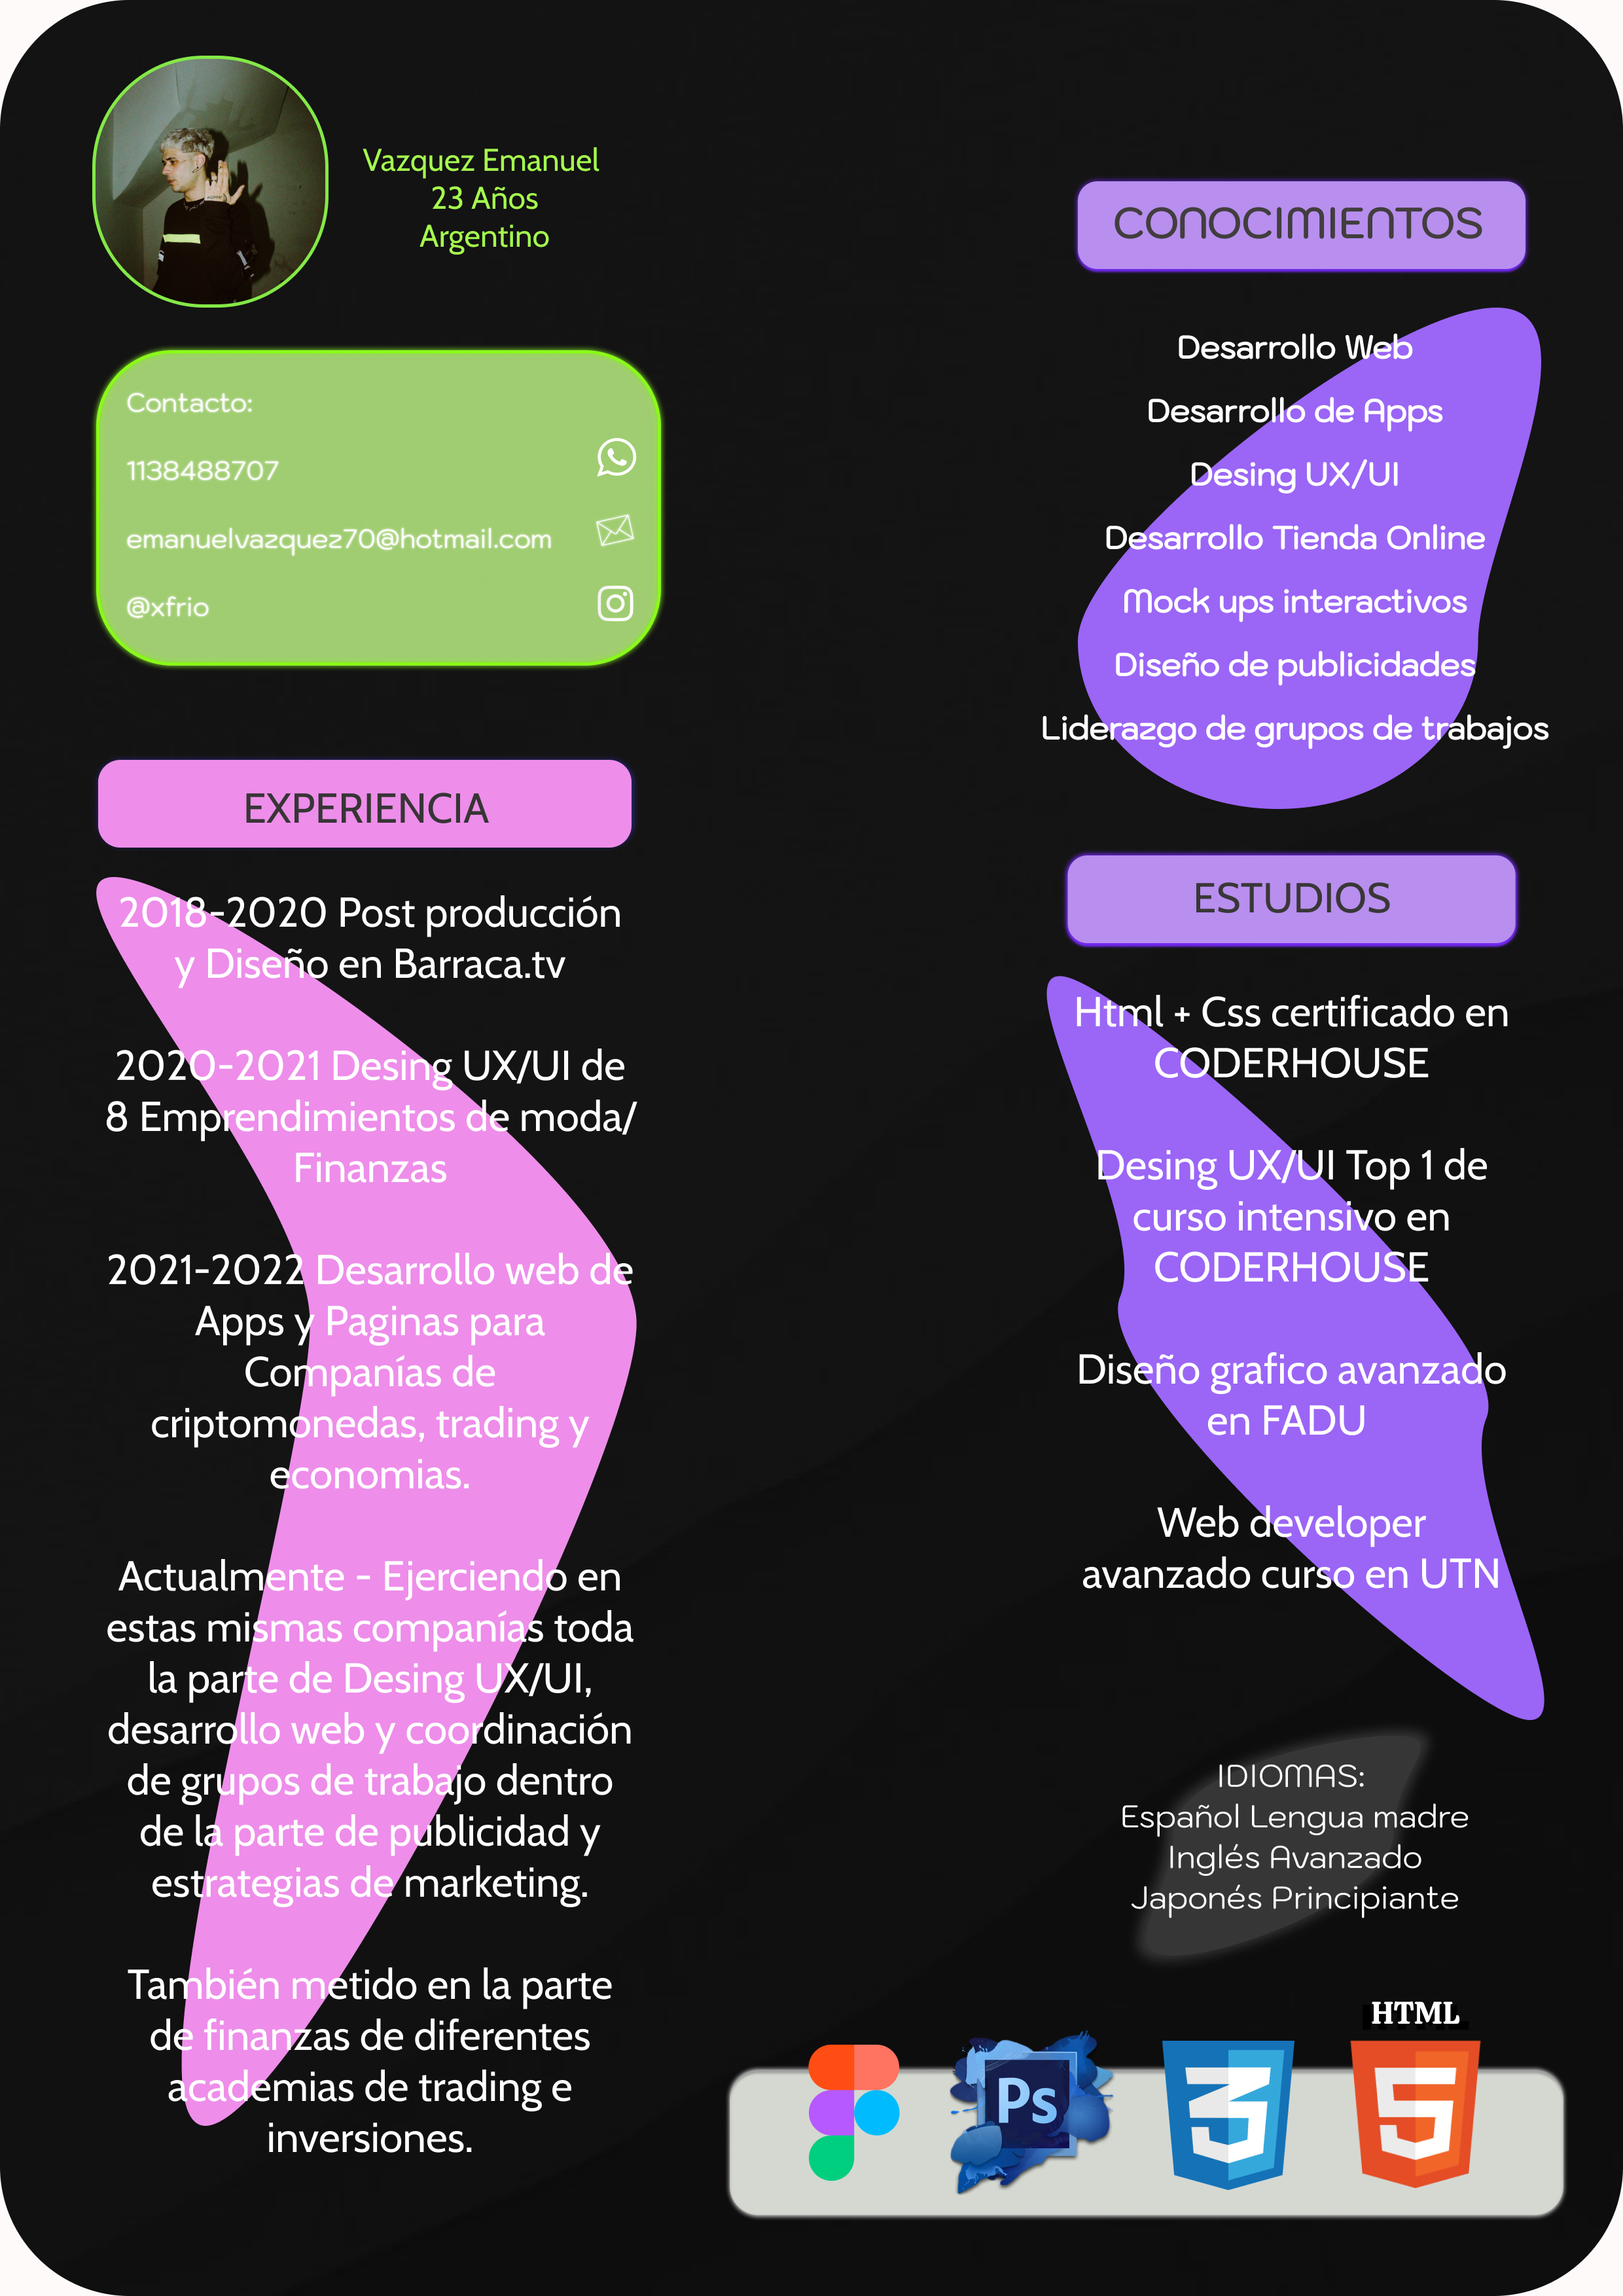 Vazquez Emanuel
23 Años
Argentino
Contacto:
1138488707
emanuelvazquez70@hotmail.com
@xfrio
EXPERIENCIA
2018-2020 Post producción
y Diseño en Barraca.tv
2020-2021 Desing UX/UI de
8 Emprendimientos de moda/
Finanzas
2021-2022 Desarrollo web de
Apps y Paginas para
Companías de
criptomonedas, trading y
economias.
Actualmente - Ejerciendo en
estas mismas companías toda
la parte de Desing UX/UI,
desarrollo web y coordinación
de grupos de trabajo dentro
de la parte de publicidad y
estrategias de marketing.
También metido en la parte
de finanzas de diferentes
academias de trading e
inversiones.
CONOCIMIENTOS
Desarrollo Web
Desarrollo de Apps
Desing UX/UI
Desarrollo Tienda Online
Mock ups interactivos
Diseño de publicidades
Liderazgo de grupos de trabajos
ESTUDIOS
Html + Css certificado en
CODERHOUSE
Desing UX/UI Top 1 de
curso intensivo en
CODERHOUSE
Diseño grafico avanzado
en FADU
Web developer
avanzado curso en UTN
IDIOMAS:
Español Lengua madre
Inglés Avanzado
Japonés Principiante
Ps
3
HTML
5